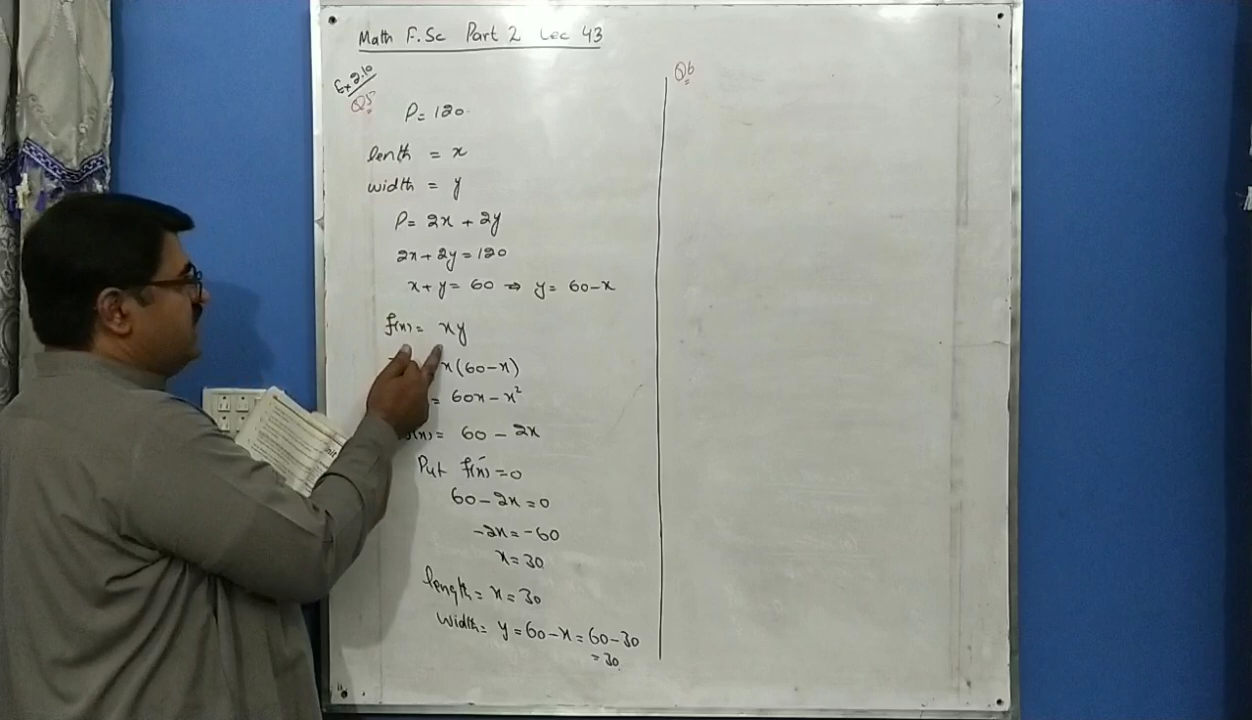 Math F.Sc Part 2 Lec 43
Ex 2.10
Q5
P = 120
lenth = x
width = y
P = 2x + 2y
2x + 2y = 120
x + y = 60 ⇒ y = 60 - x
f(x) = xy
x(60 - x)
= 60x - x²
(x) = 60 - 2x
Put f′(x) = 0
60 - 2x = 0
-2x = -60
x = 30
length = x = 30
width = y = 60 - x = 60 - 30
= 30
Q6